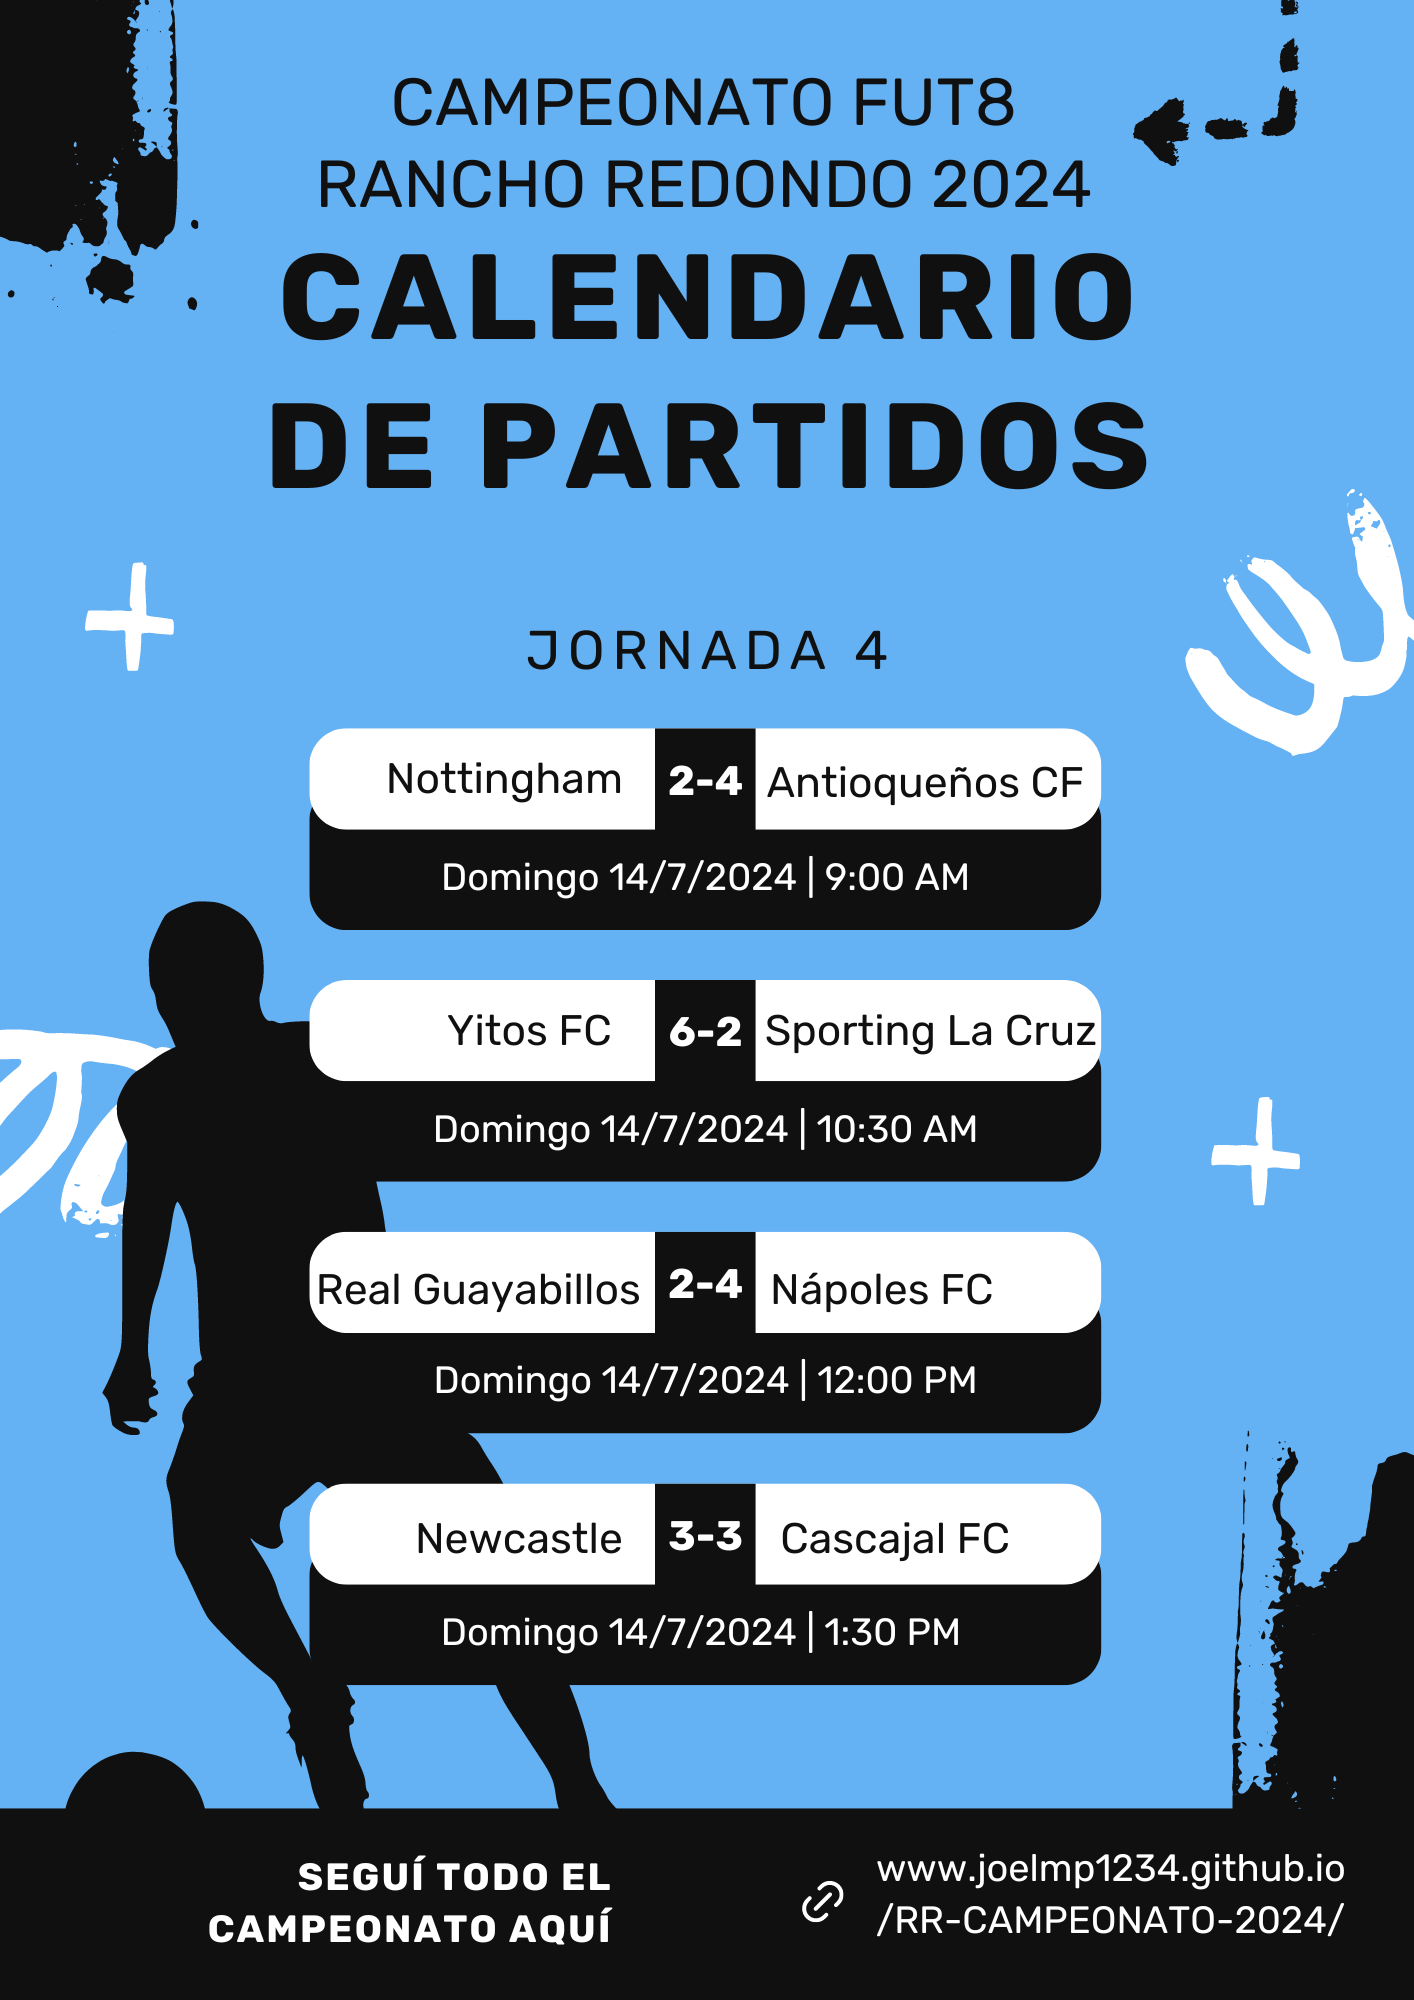 CAMPEONATO FUT8
RANCHO REDONDO 2024
CALENDARIO
DE PARTIDOS
JORNADA 4
Nottingham 2-4 Antioqueños CF
Domingo 14/7/2024 | 9:00 AM
Yitos FC 6-2 Sporting La Cruz
Domingo 14/7/2024 | 10:30 AM
Real Guayabillos 2-4 Nápoles FC
Domingo 14/7/2024 | 12:00 PM
Newcastle 3-3 Cascajal FC
Domingo 14/7/2024 | 1:30 PM
SEGUÍ TODO EL
CAMPEONATO AQUÍ
www.joelmp1234.github.io
/RR-CAMPEONATO-2024/